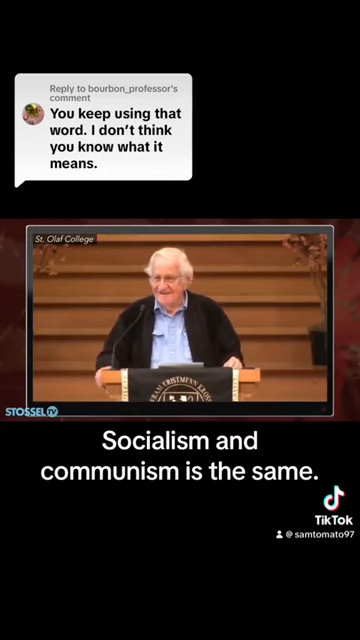 Reply to bourbon_professor's
comment
You keep using that
word. I don't think
you know what it
means.
St. Olaf College
STOSSEL TV
Socialism and
communism is the same.
TikTok
@samtomato97